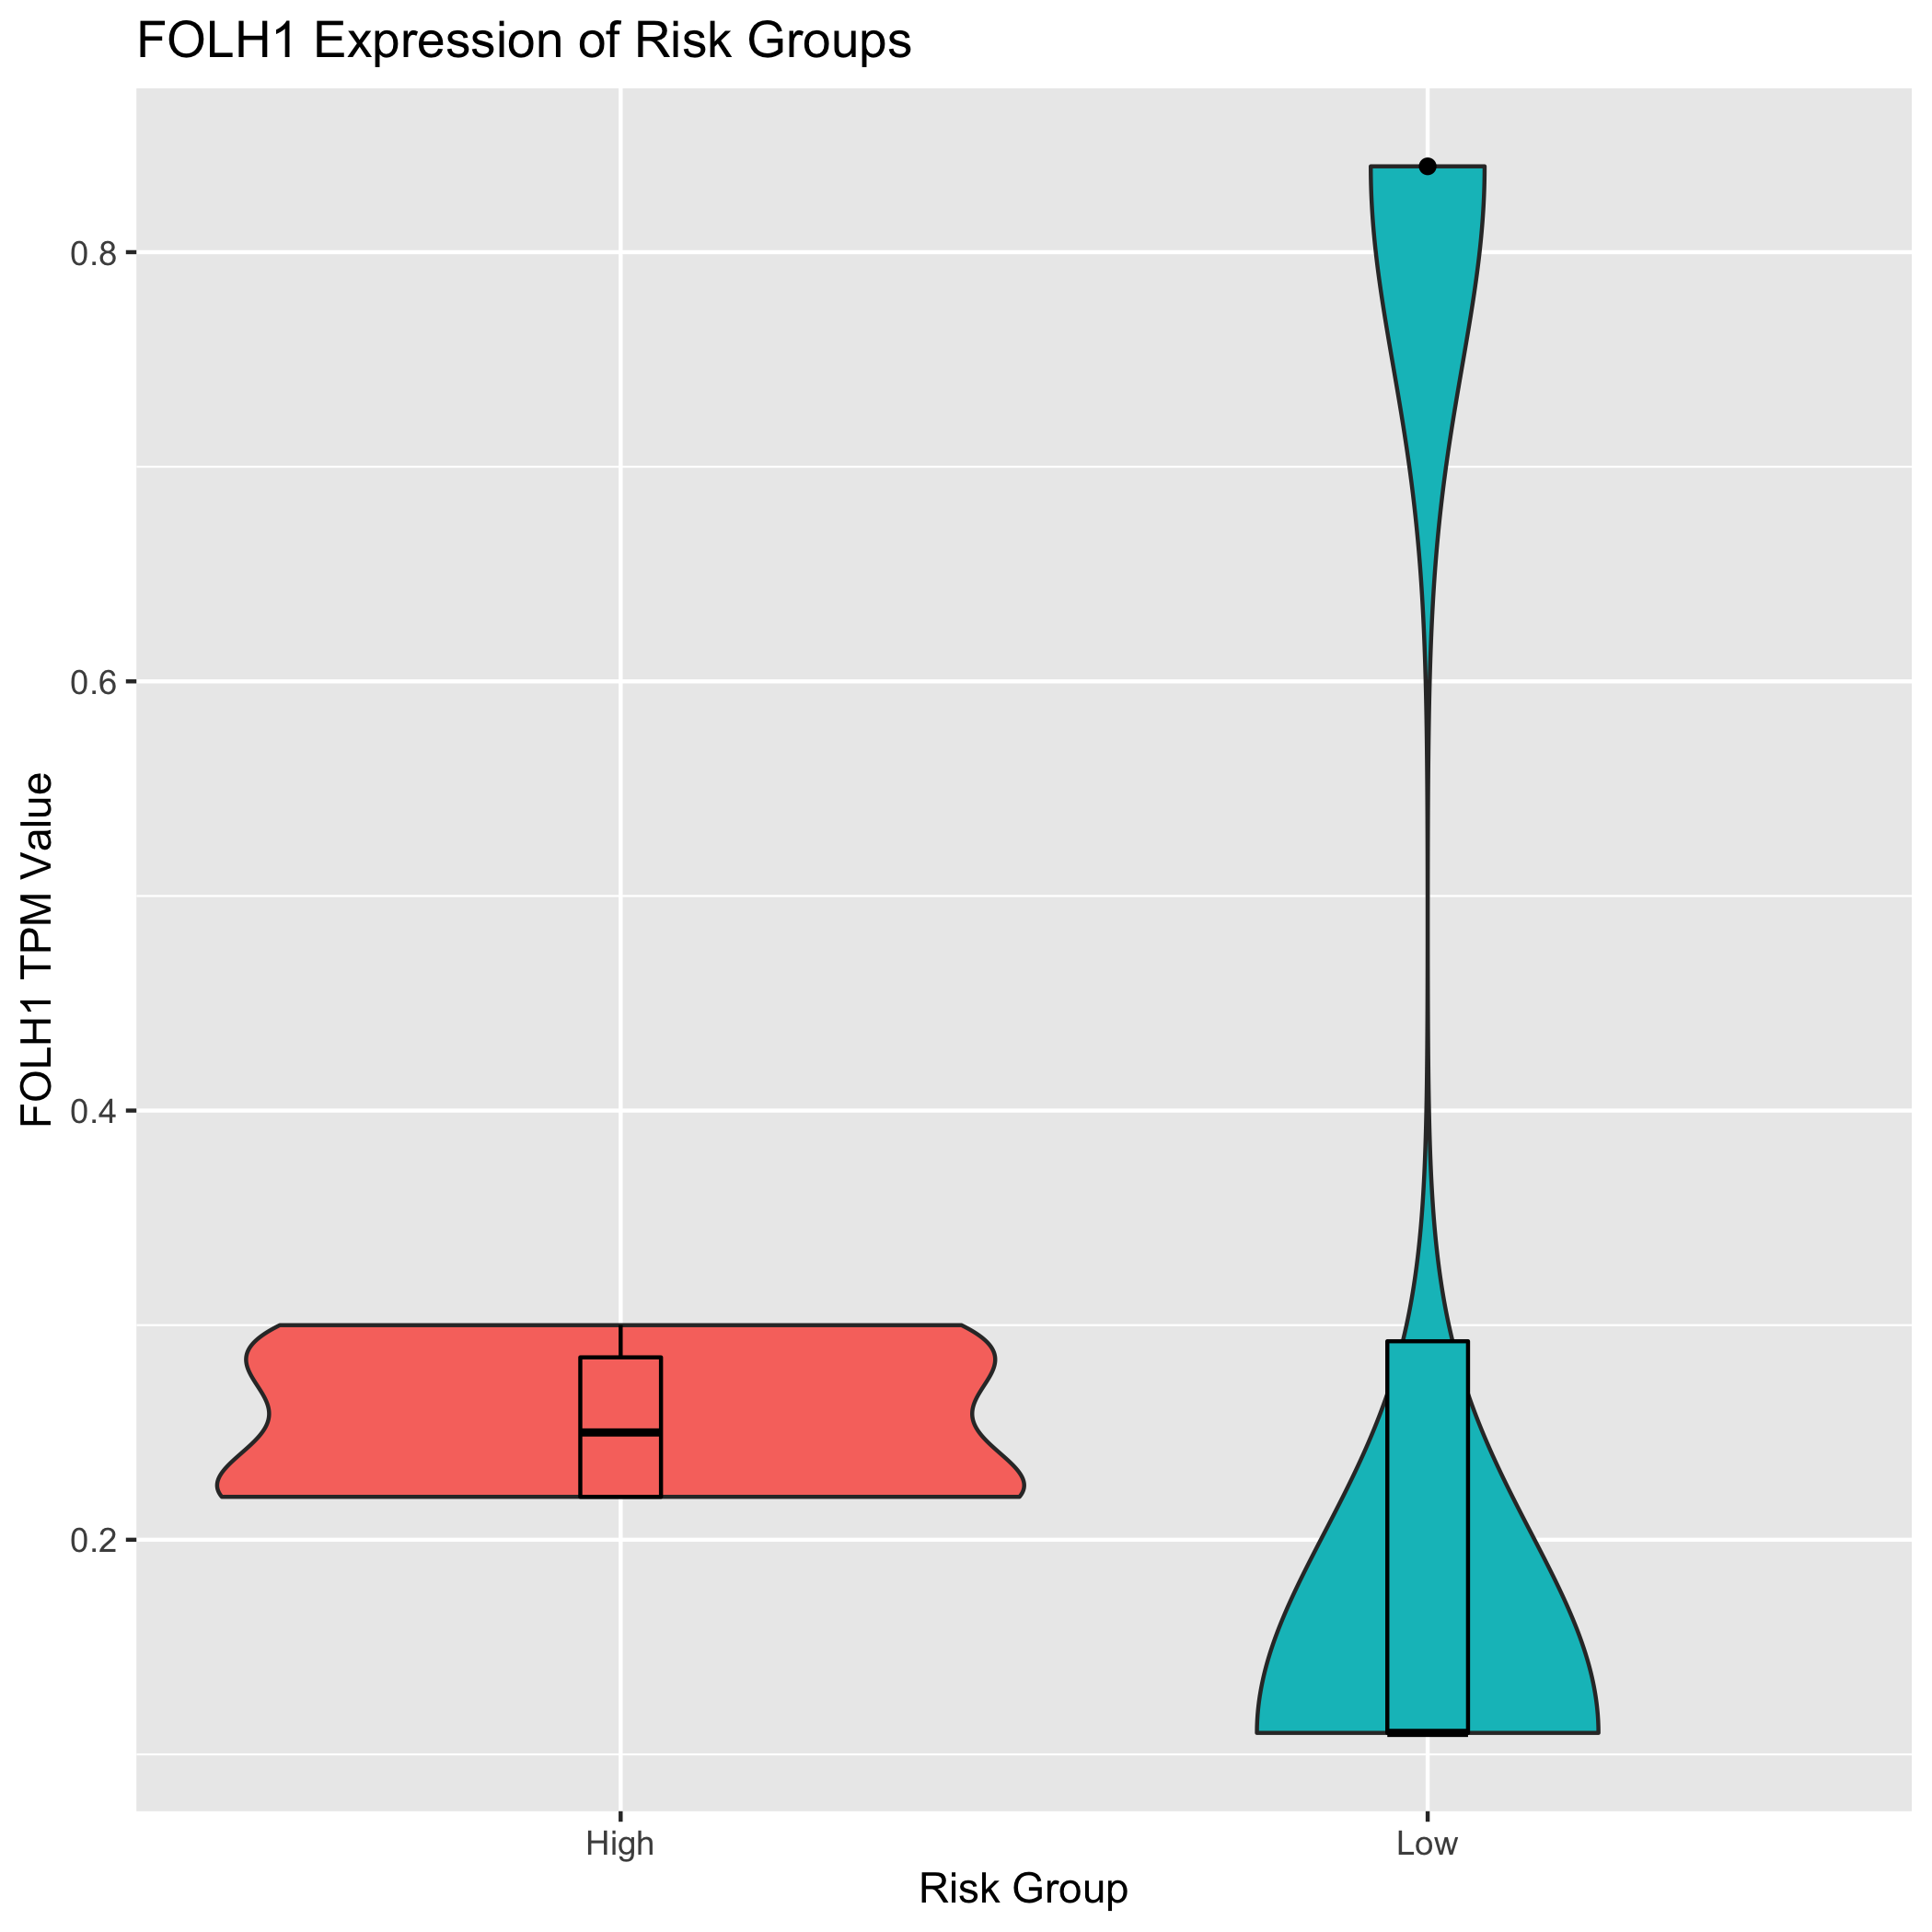 FOLH1 Expression of Risk Groups
FOLH1 TPM Value
0.8
0.6
0.4
0.2
High
Low
Risk Group